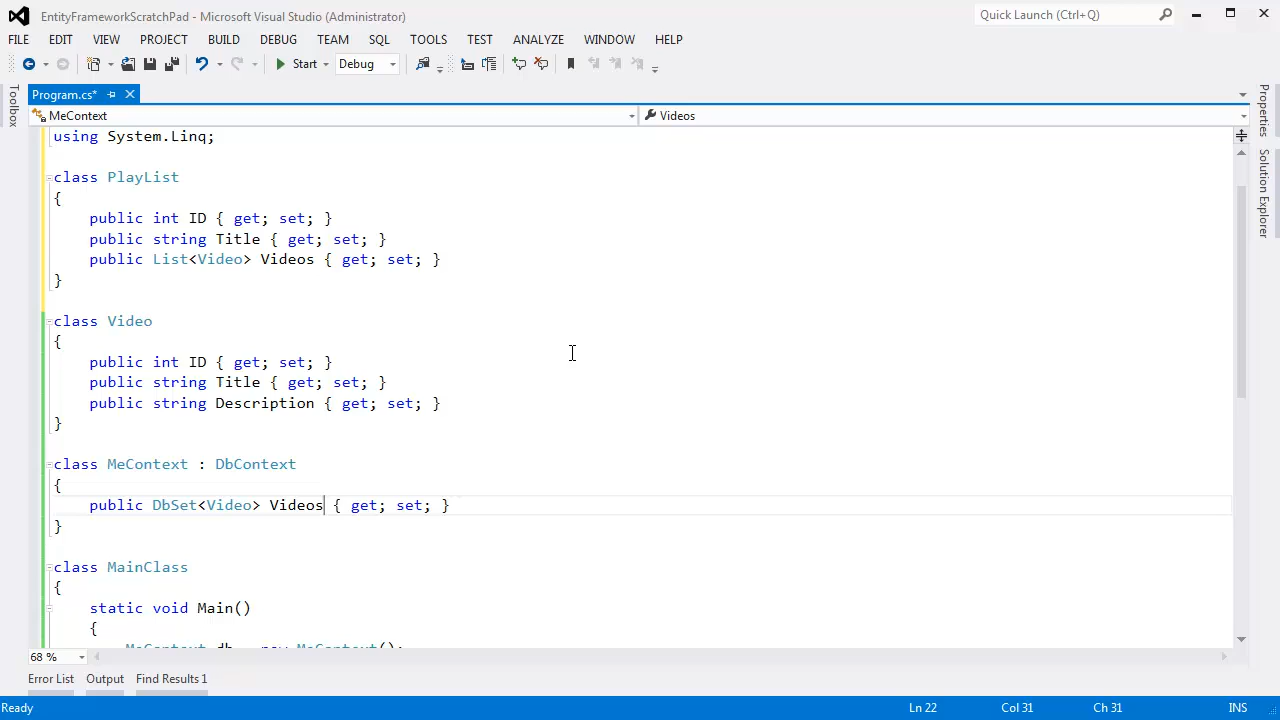 EntityFrameworkScratchPad - Microsoft Visual Studio (Administrator)
Quick Launch (Ctrl+Q)
FILE EDIT VIEW PROJECT BUILD DEBUG TEAM SQL TOOLS TEST ANALYZE WINDOW HELP
Start Debug
Toolbox
Program.cs*
MeContext
Videos
Properties
Solution Explorer
using System.Linq;
class PlayList
{
public int ID { get; set; }
public string Title { get; set; }
public List<Video> Videos { get; set; }
}
class Video
{
public int ID { get; set; }
public string Title { get; set; }
public string Description { get; set; }
}
class MeContext : DbContext
{
public DbSet<Video> Videos { get; set; }
}
class MainClass
{
static void Main()
{
MeContext db = new MeContext();
68 %
Error List Output Find Results 1
Ready Ln 22 Col 31 Ch 31 INS